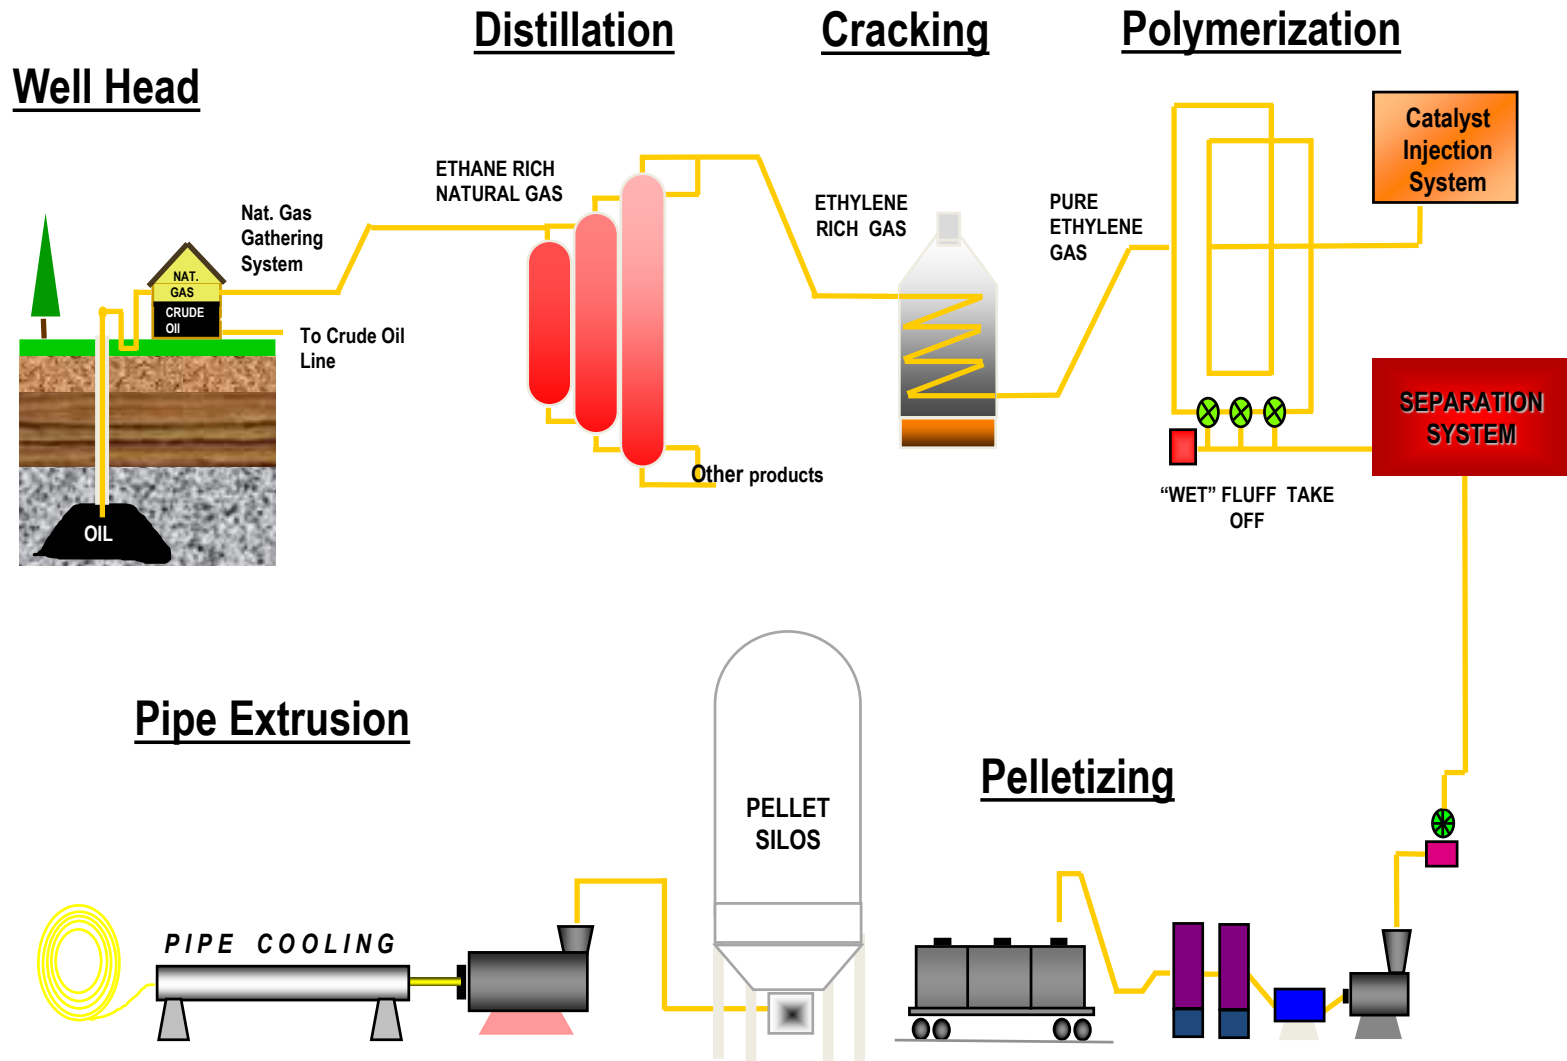 Distillation
Cracking
Polymerization
Well Head
Catalyst
Injection
System
ETHANE RICH
NATURAL GAS
ETHYLENE
RICH GAS
PURE
ETHYLENE
GAS
Nat. Gas
Gathering
System
NAT.
GAS
CRUDE
OIl
To Crude Oil
Line
SEPARATION
SYSTEM
Other products
"WET" FLUFF TAKE
OFF
OIL
Pipe Extrusion
Pelletizing
PELLET
SILOS
PIPE COOLING